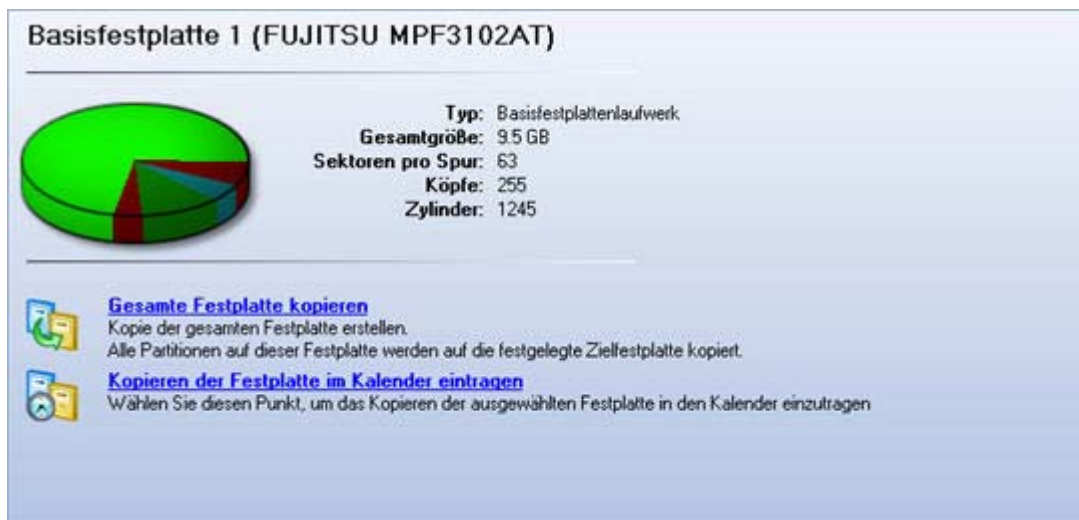 Basisfestplatte 1 (FUJITSU MPF3102AT)
Typ: Basisfestplattenlaufwerk
Gesamtgröße: 9.5 GB
Sektoren pro Spur: 63
Köpfe: 255
Zylinder: 1245
Gesamte Festplatte kopieren
Kopie der gesamten Festplatte erstellen.
Alle Partitionen auf dieser Festplatte werden auf die festgelegte Zielfestplatte kopiert.
Kopieren der Festplatte im Kalender eintragen
Wählen Sie diesen Punkt, um das Kopieren der ausgewählten Festplatte in den Kalender einzutragen